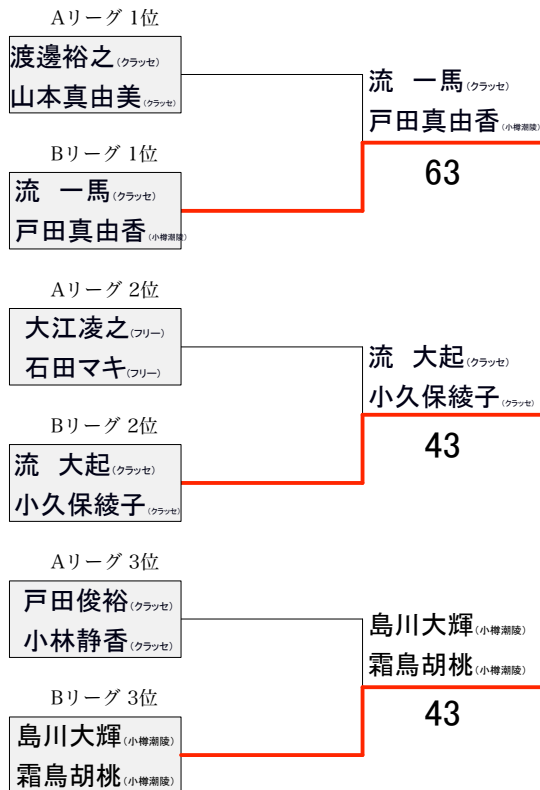 Aリーグ 1位
渡邊裕之(クラッセ)
山本真由美(クラッセ)
流 一馬(クラッセ)
戸田真由香(小樽潮陵)
63
Bリーグ 1位
流 一馬(クラッセ)
戸田真由香(小樽潮陵)
Aリーグ 2位
大江凌之(フリー)
石田マキ(フリー)
流 大起(クラッセ)
小久保綾子(クラッセ)
43
Bリーグ 2位
流 大起(クラッセ)
小久保綾子(クラッセ)
Aリーグ 3位
戸田俊裕(クラッセ)
小林静香(クラッセ)
島川大輝(小樽潮陵)
霜鳥胡桃(小樽潮陵)
43
Bリーグ 3位
島川大輝(小樽潮陵)
霜鳥胡桃(小樽潮陵)